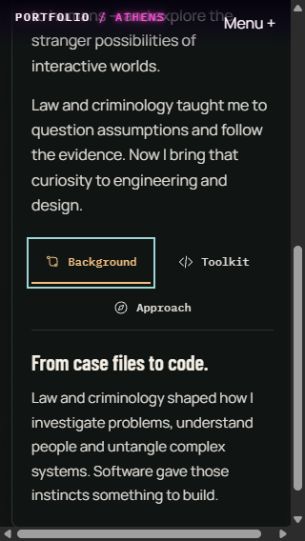 PORTFOLIO / ATHENS
Menu +
explore the
stranger possibilities of
interactive worlds.
Law and criminology taught me to
question assumptions and follow
the evidence. Now I bring that
curiosity to engineering and
design.
Background
Toolkit
Approach
From case files to code.
Law and criminology shaped how I
investigate problems, understand
people and untangle complex
systems. Software gave those
instincts something to build.